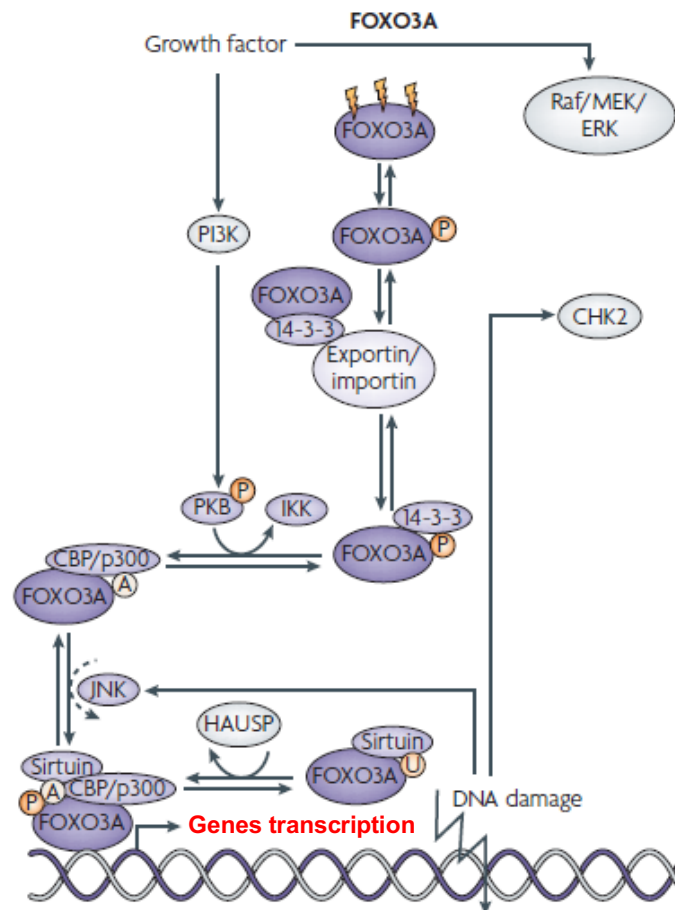 FOXO3A
Growth factor
Raf/MEK/
ERK
FOXO3A
PI3K
FOXO3A
P
FOXO3A
14-3-3
CHK2
Exportin/
importin
P
PKB
IKK
14-3-3
FOXO3A
P
CBP/p300
A
FOXO3A
JNK
HAUSP
Sirtuin
FOXO3A
U
Sirtuin
A
CBP/p300
P
FOXO3A
DNA damage
Genes transcription